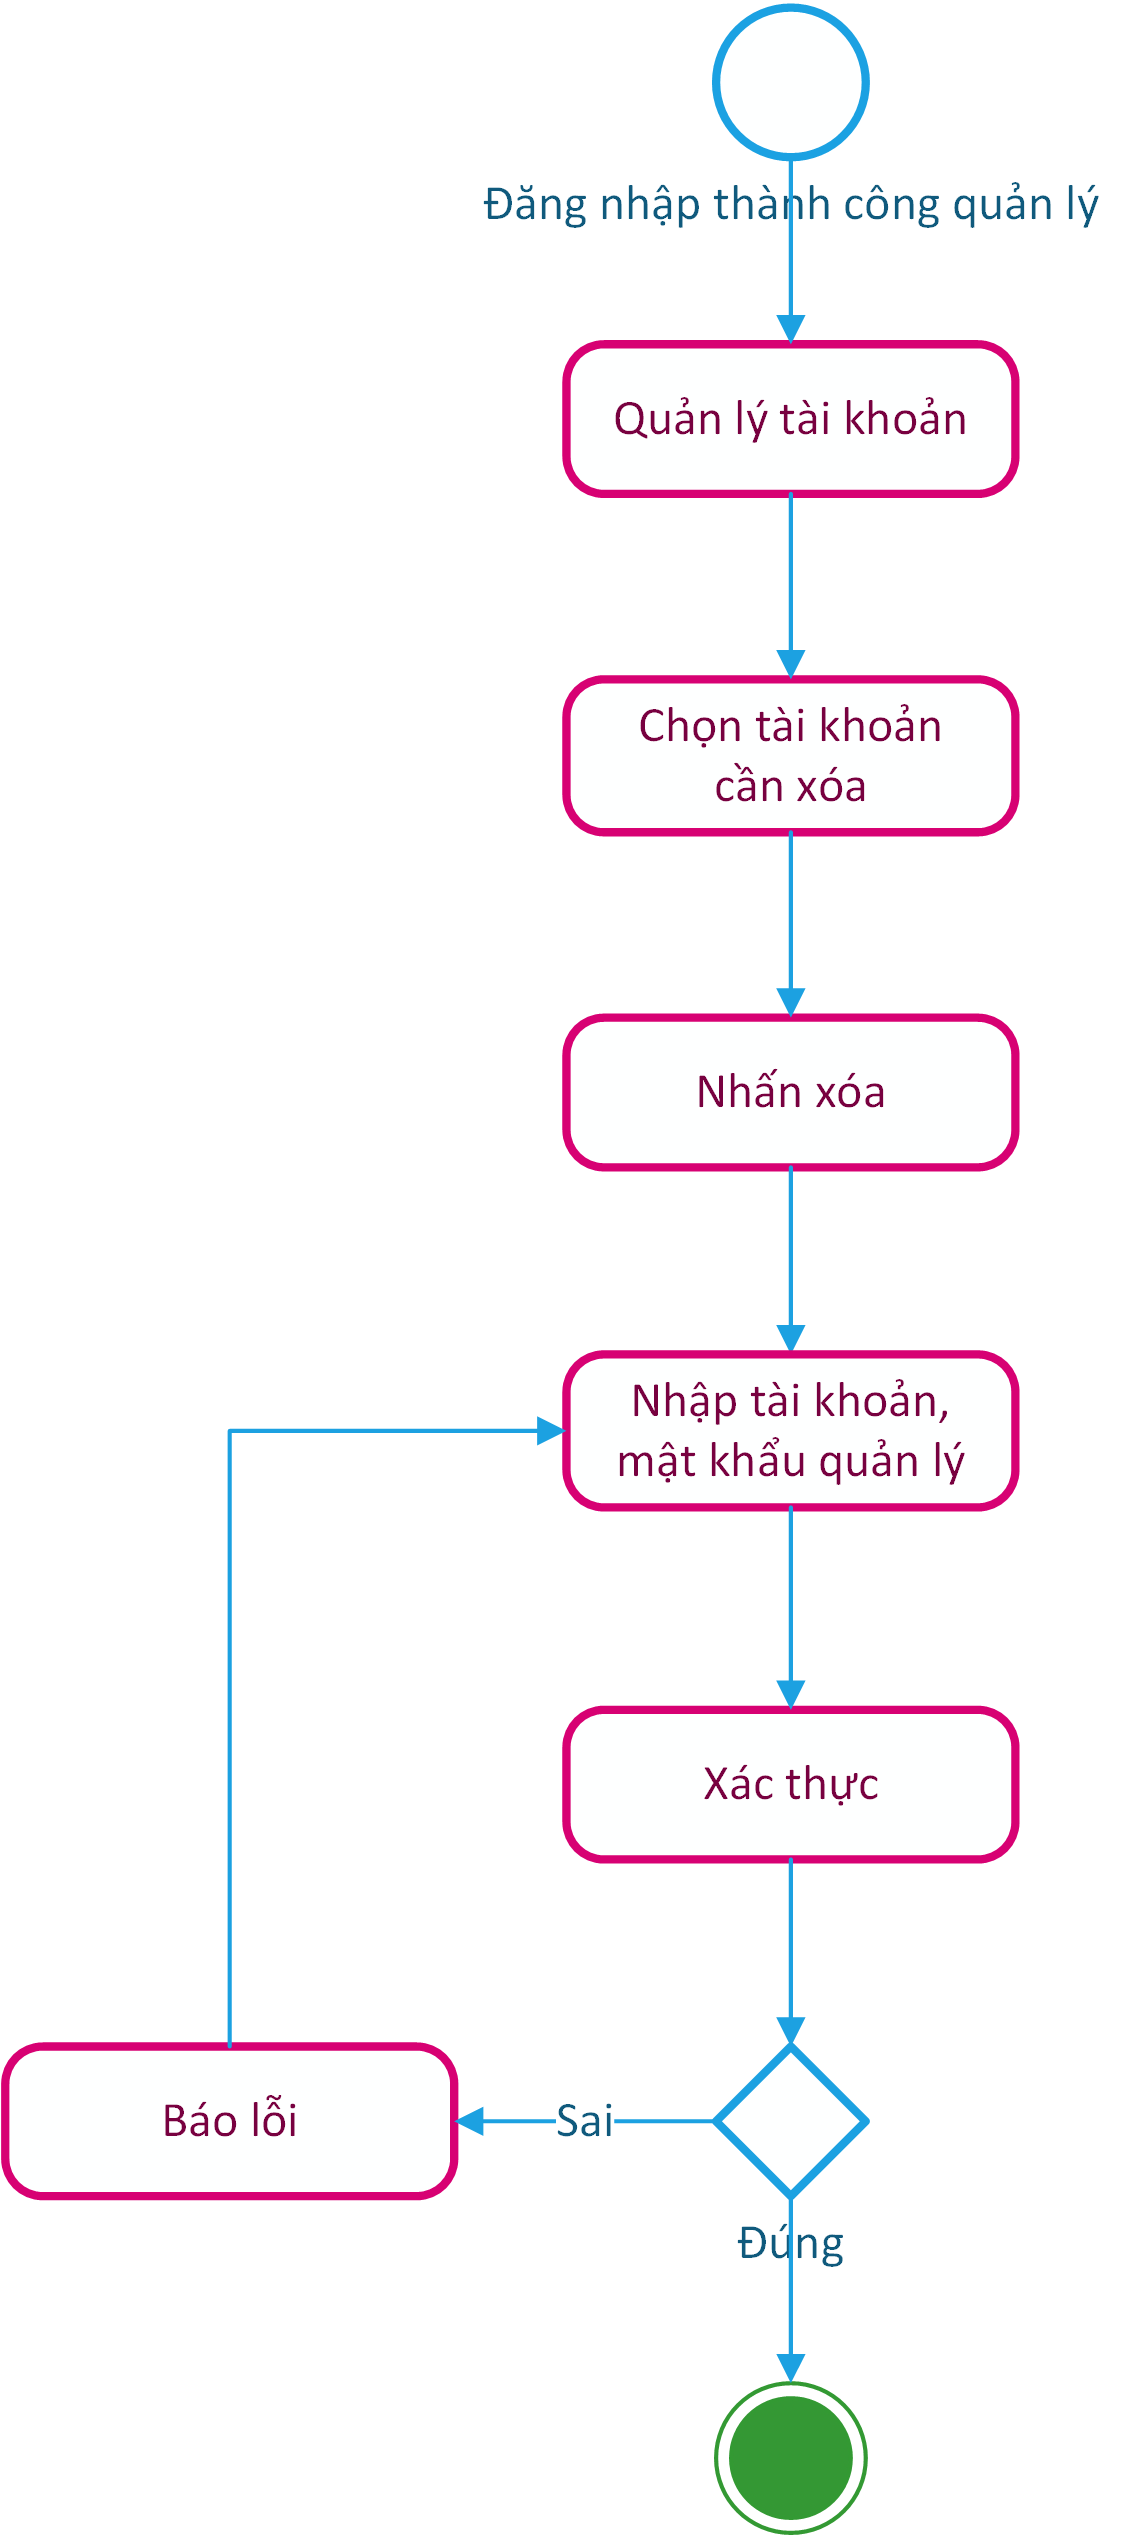 Đăng nhập thành công quản lý
Quản lý tài khoản
Chọn tài khoản
cần xóa
Nhấn xóa
Nhập tài khoản,
mật khẩu quản lý
Xác thực
Báo lỗi
Sai
Đúng